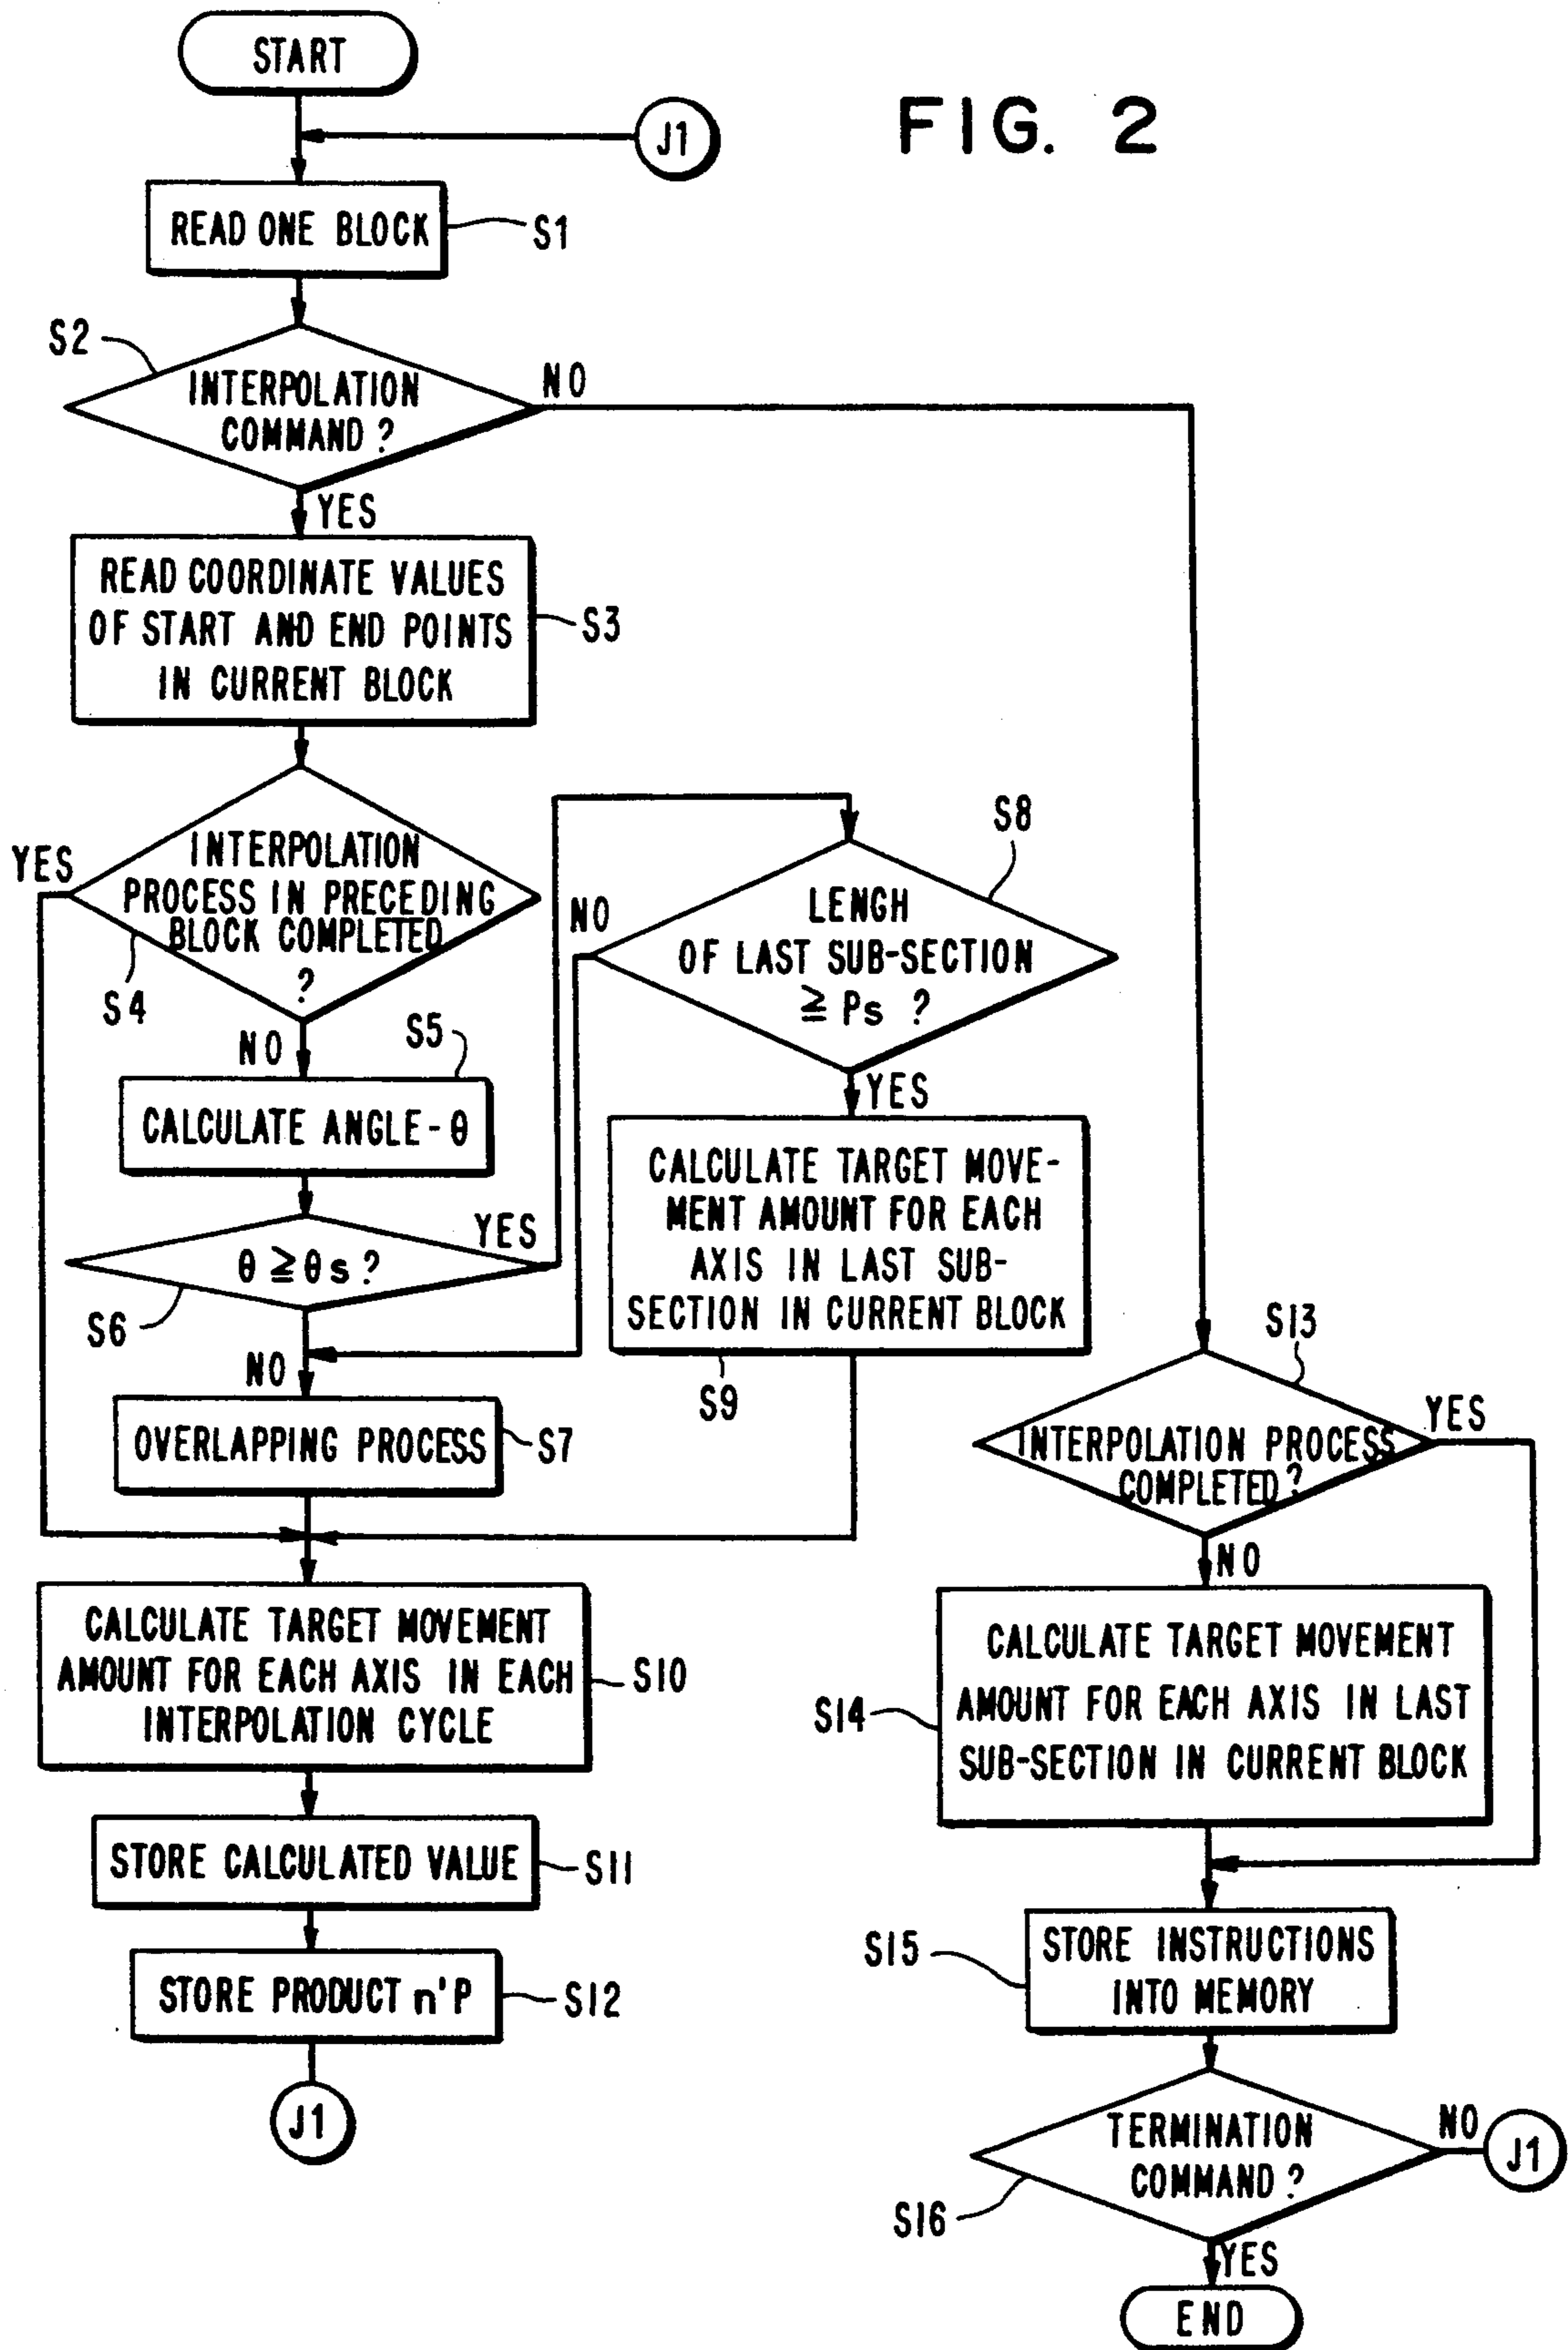 START
J1
FIG. 2
READ ONE BLOCK
S1
S2
INTERPOLATION
COMMAND ?
NO
YES
READ COORDINATE VALUES
OF START AND END POINTS
IN CURRENT BLOCK
S3
YES
INTERPOLATION
PROCESS IN PRECEDING
BLOCK COMPLETED
?
S4
NO
S5
CALCULATE ANGLE-θ
θ ≧ θs ?
YES
S6
NO
OVERLAPPING PROCESS
S7
S8
LENGH
OF LAST SUB-SECTION
≧ Ps ?
NO
YES
CALCULATE TARGET MOVE-
MENT AMOUNT FOR EACH
AXIS IN LAST SUB-
SECTION IN CURRENT BLOCK
S9
CALCULATE TARGET MOVEMENT
AMOUNT FOR EACH AXIS IN EACH
INTERPOLATION CYCLE
S10
STORE CALCULATED VALUE
S11
STORE PRODUCT n'P
S12
J1
S13
INTERPOLATION PROCESS
COMPLETED ?
YES
NO
CALCULATE TARGET MOVEMENT
AMOUNT FOR EACH AXIS IN LAST
SUB-SECTION IN CURRENT BLOCK
S14
STORE INSTRUCTIONS
INTO MEMORY
S15
TERMINATION
COMMAND ?
S16
NO
J1
YES
END